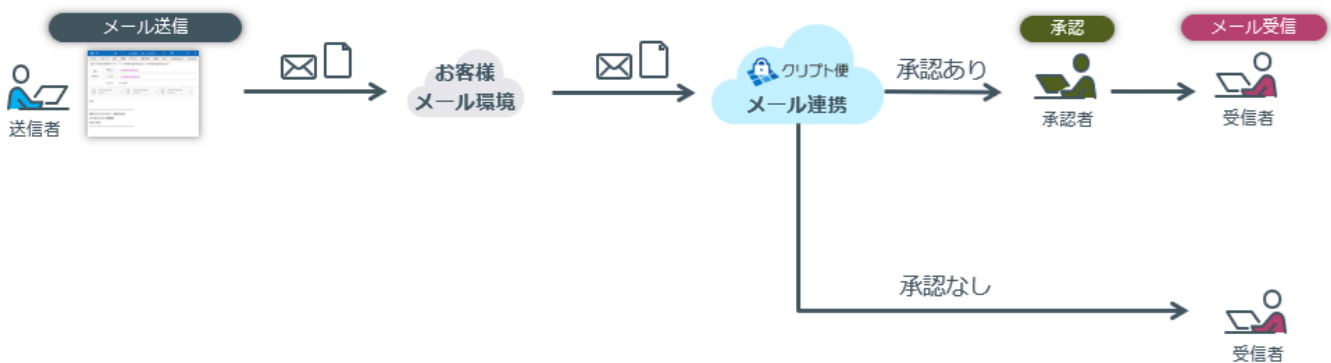 メール送信
送信者
お客様
メール環境
クリプト便
メール連携
承認あり
承認
承認者
メール受信
受信者
承認なし
受信者